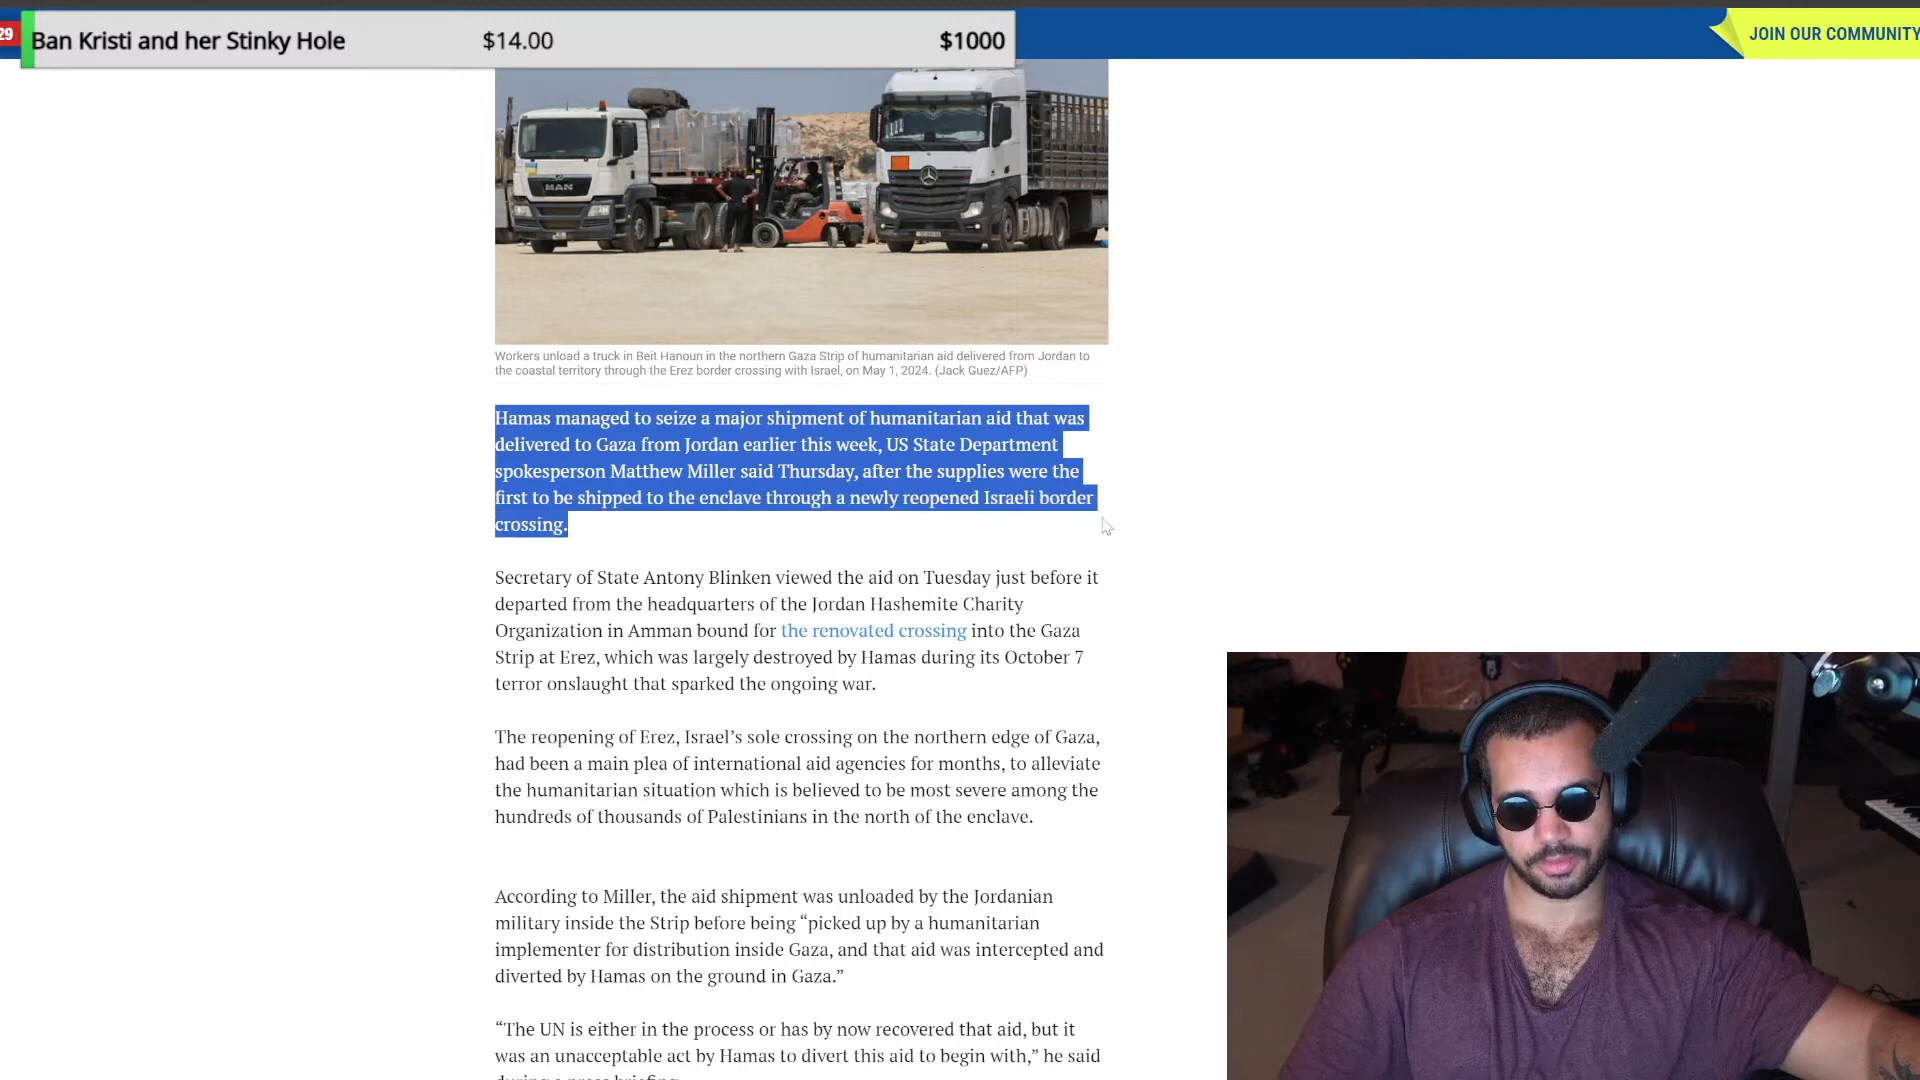 29
Ban Kristi and her Stinky Hole $14.00 $1000
JOIN OUR COMMUNITY
MAN
Workers unload a truck in Beit Hanoun in the northern Gaza Strip of humanitarian aid delivered from Jordan to
the coastal territory through the Erez border crossing with Israel, on May 1, 2024. (Jack Guez/AFP)
Hamas managed to seize a major shipment of humanitarian aid that was
delivered to Gaza from Jordan earlier this week, US State Department
spokesperson Matthew Miller said Thursday, after the supplies were the
first to be shipped to the enclave through a newly reopened Israeli border
crossing.
Secretary of State Antony Blinken viewed the aid on Tuesday just before it
departed from the headquarters of the Jordan Hashemite Charity
Organization in Amman bound for the renovated crossing into the Gaza
Strip at Erez, which was largely destroyed by Hamas during its October 7
terror onslaught that sparked the ongoing war.
The reopening of Erez, Israel’s sole crossing on the northern edge of Gaza,
had been a main plea of international aid agencies for months, to alleviate
the humanitarian situation which is believed to be most severe among the
hundreds of thousands of Palestinians in the north of the enclave.
According to Miller, the aid shipment was unloaded by the Jordanian
military inside the Strip before being “picked up by a humanitarian
implementer for distribution inside Gaza, and that aid was intercepted and
diverted by Hamas on the ground in Gaza.”
“The UN is either in the process or has by now recovered that aid, but it
was an unacceptable act by Hamas to divert this aid to begin with,” he said
during a press briefing.